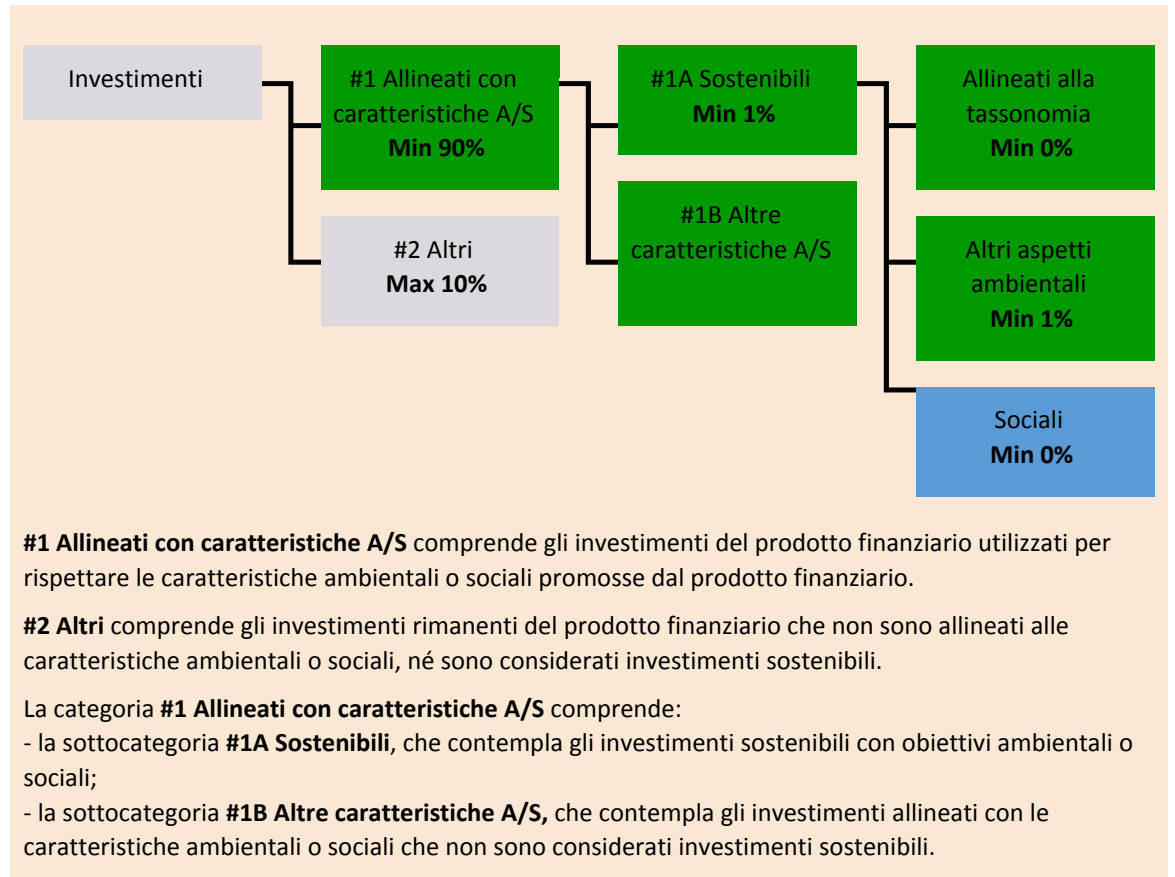 Investimenti
#1 Allineati con
caratteristiche A/S
Min 90%
#2 Altri
Max 10%
#1A Sostenibili
Min 1%
#1B Altre
caratteristiche A/S
Allineati alla
tassonomia
Min 0%
Altri aspetti
ambientali
Min 1%
Sociali
Min 0%
#1 Allineati con caratteristiche A/S comprende gli investimenti del prodotto finanziario utilizzati per
rispettare le caratteristiche ambientali o sociali promosse dal prodotto finanziario.
#2 Altri comprende gli investimenti rimanenti del prodotto finanziario che non sono allineati alle
caratteristiche ambientali o sociali, né sono considerati investimenti sostenibili.
La categoria #1 Allineati con caratteristiche A/S comprende:
- la sottocategoria #1A Sostenibili, che contempla gli investimenti sostenibili con obiettivi ambientali o
sociali;
- la sottocategoria #1B Altre caratteristiche A/S, che contempla gli investimenti allineati con le
caratteristiche ambientali o sociali che non sono considerati investimenti sostenibili.